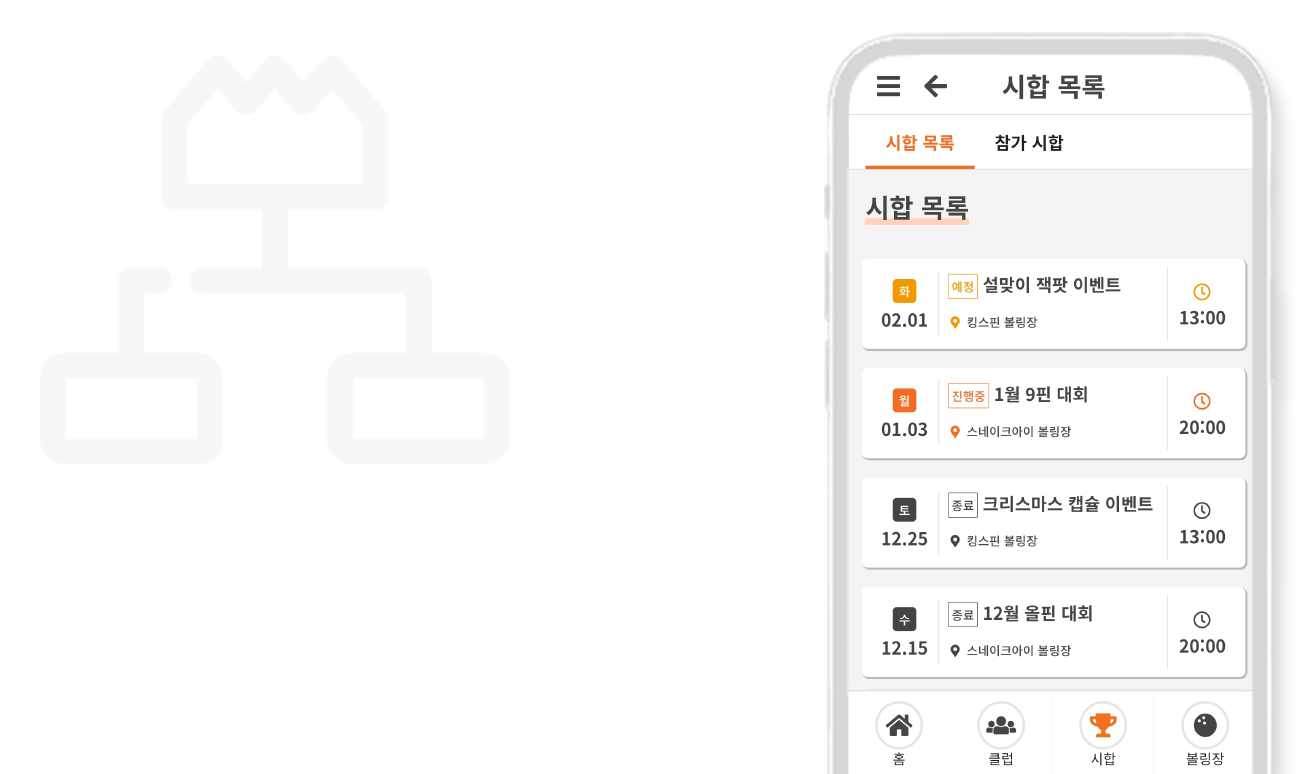 시합 목록
시합 목록 참가 시합
시합 목록
화 예정 설맞이 잭팟 이벤트
02.01 킹스핀 볼링장 13:00
월 진행중 1월 9핀 대회
01.03 스네이크아이 볼링장 20:00
토 종료 크리스마스 캡슐 이벤트
12.25 킹스핀 볼링장 13:00
수 종료 12월 올핀 대회
12.15 스네이크아이 볼링장 20:00
홈 클럽 시합 볼링장